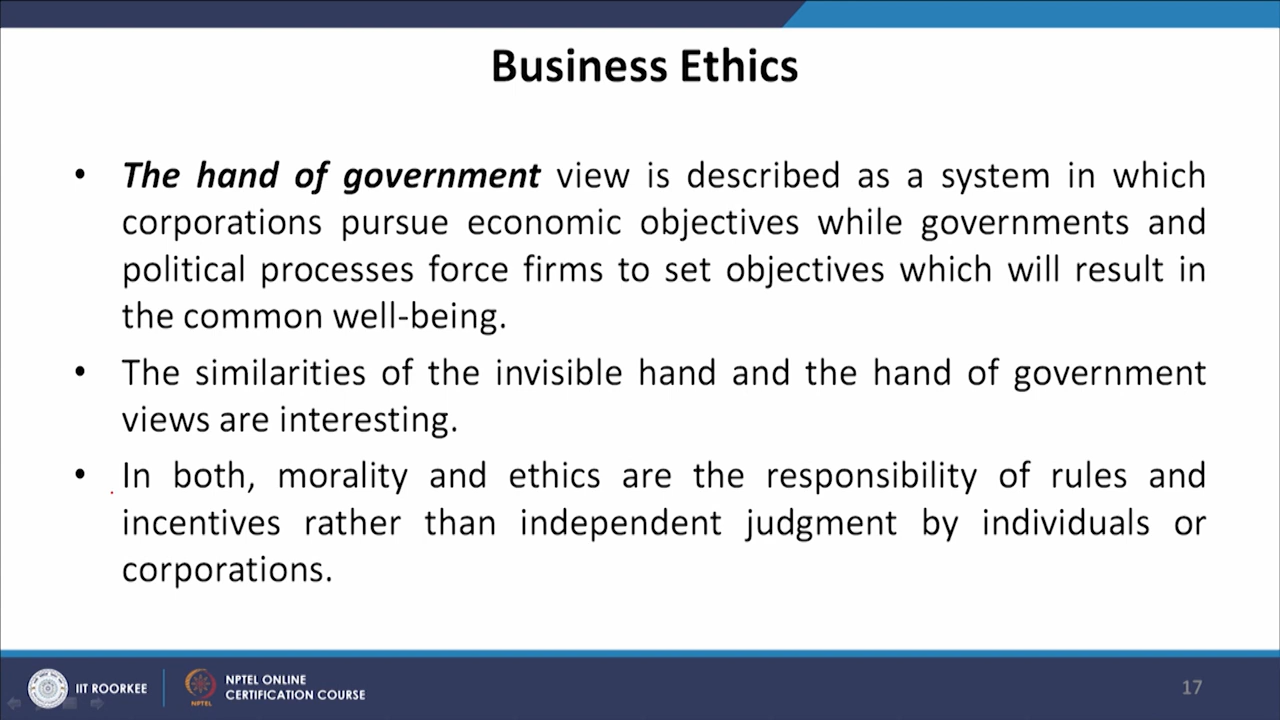 Business Ethics
• The hand of government view is described as a system in which
corporations pursue economic objectives while governments and
political processes force firms to set objectives which will result in
the common well-being.
• The similarities of the invisible hand and the hand of government
views are interesting.
• In both, morality and ethics are the responsibility of rules and
incentives rather than independent judgment by individuals or
corporations.
IIT ROORKEE
NPTEL
NPTEL ONLINE
CERTIFICATION COURSE
17